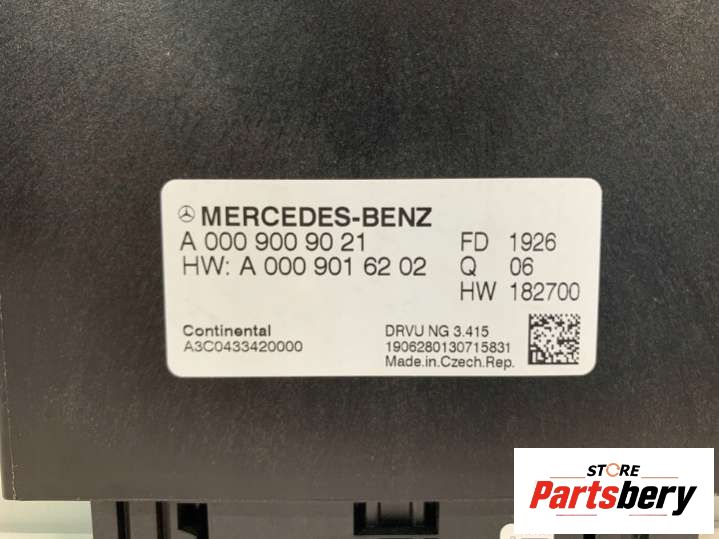 MERCEDES-BENZ
A 000 900 90 21 FD 1926
HW: A 000 901 62 02 Q 06
HW 182700
Continental DRVU NG 3.415
A3C0433420000 1906280130715831
Made.in.Czech.Rep.
STORE
Partsbery